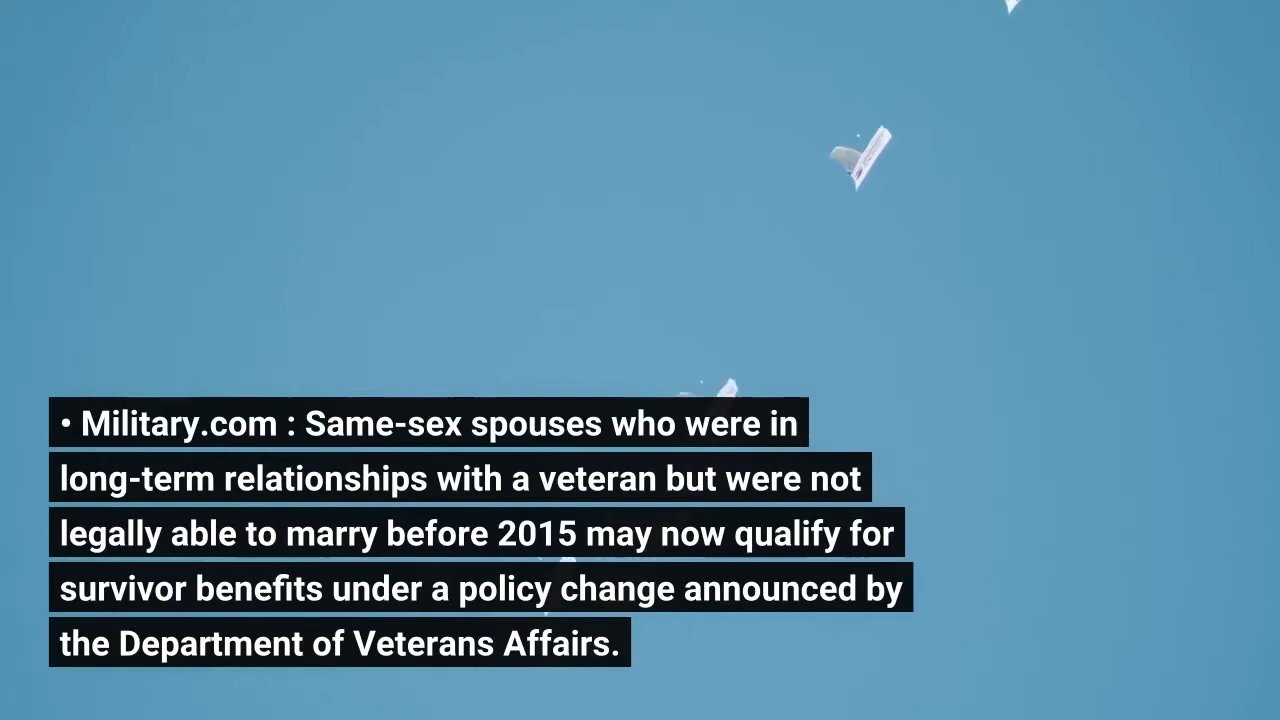 • Military.com : Same-sex spouses who were in
long-term relationships with a veteran but were not
legally able to marry before 2015 may now qualify for
survivor benefits under a policy change announced by
the Department of Veterans Affairs.